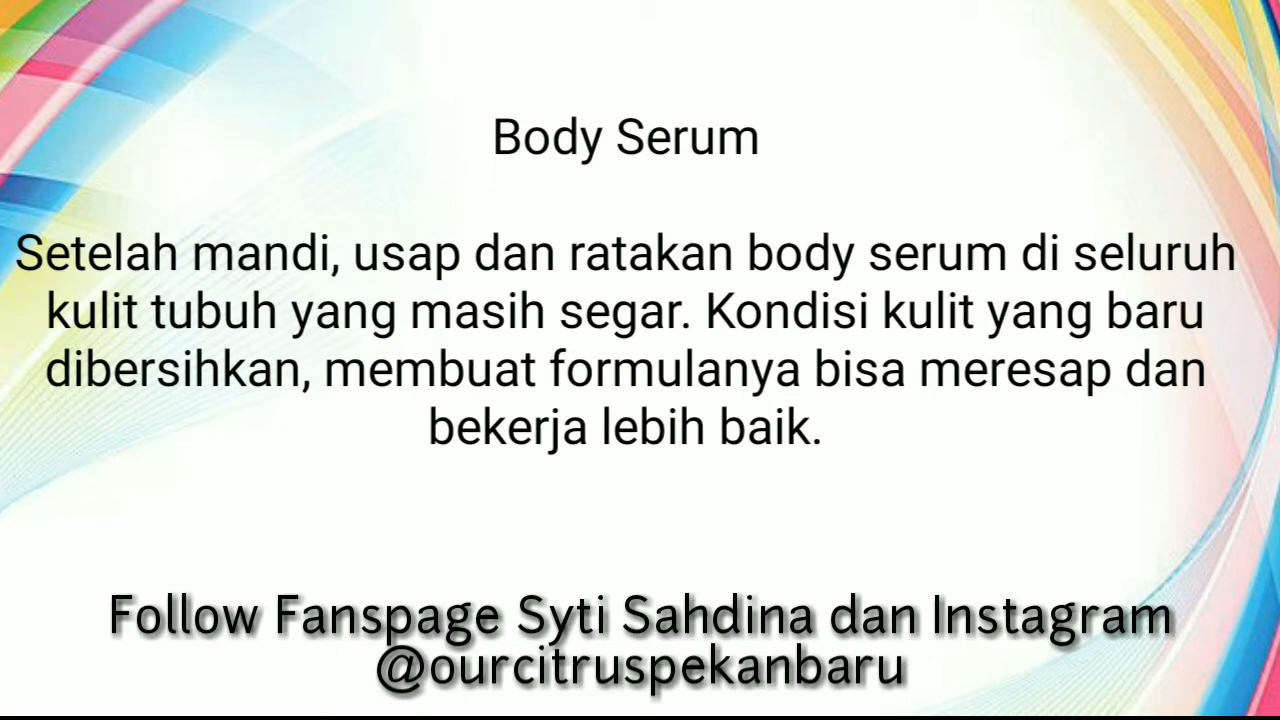 Body Serum
Setelah mandi, usap dan ratakan body serum di seluruh
kulit tubuh yang masih segar. Kondisi kulit yang baru
dibersihkan, membuat formulanya bisa meresap dan
bekerja lebih baik.
Follow Fanspage Syti Sahdina dan Instagram
@ourcitruspekanbaru